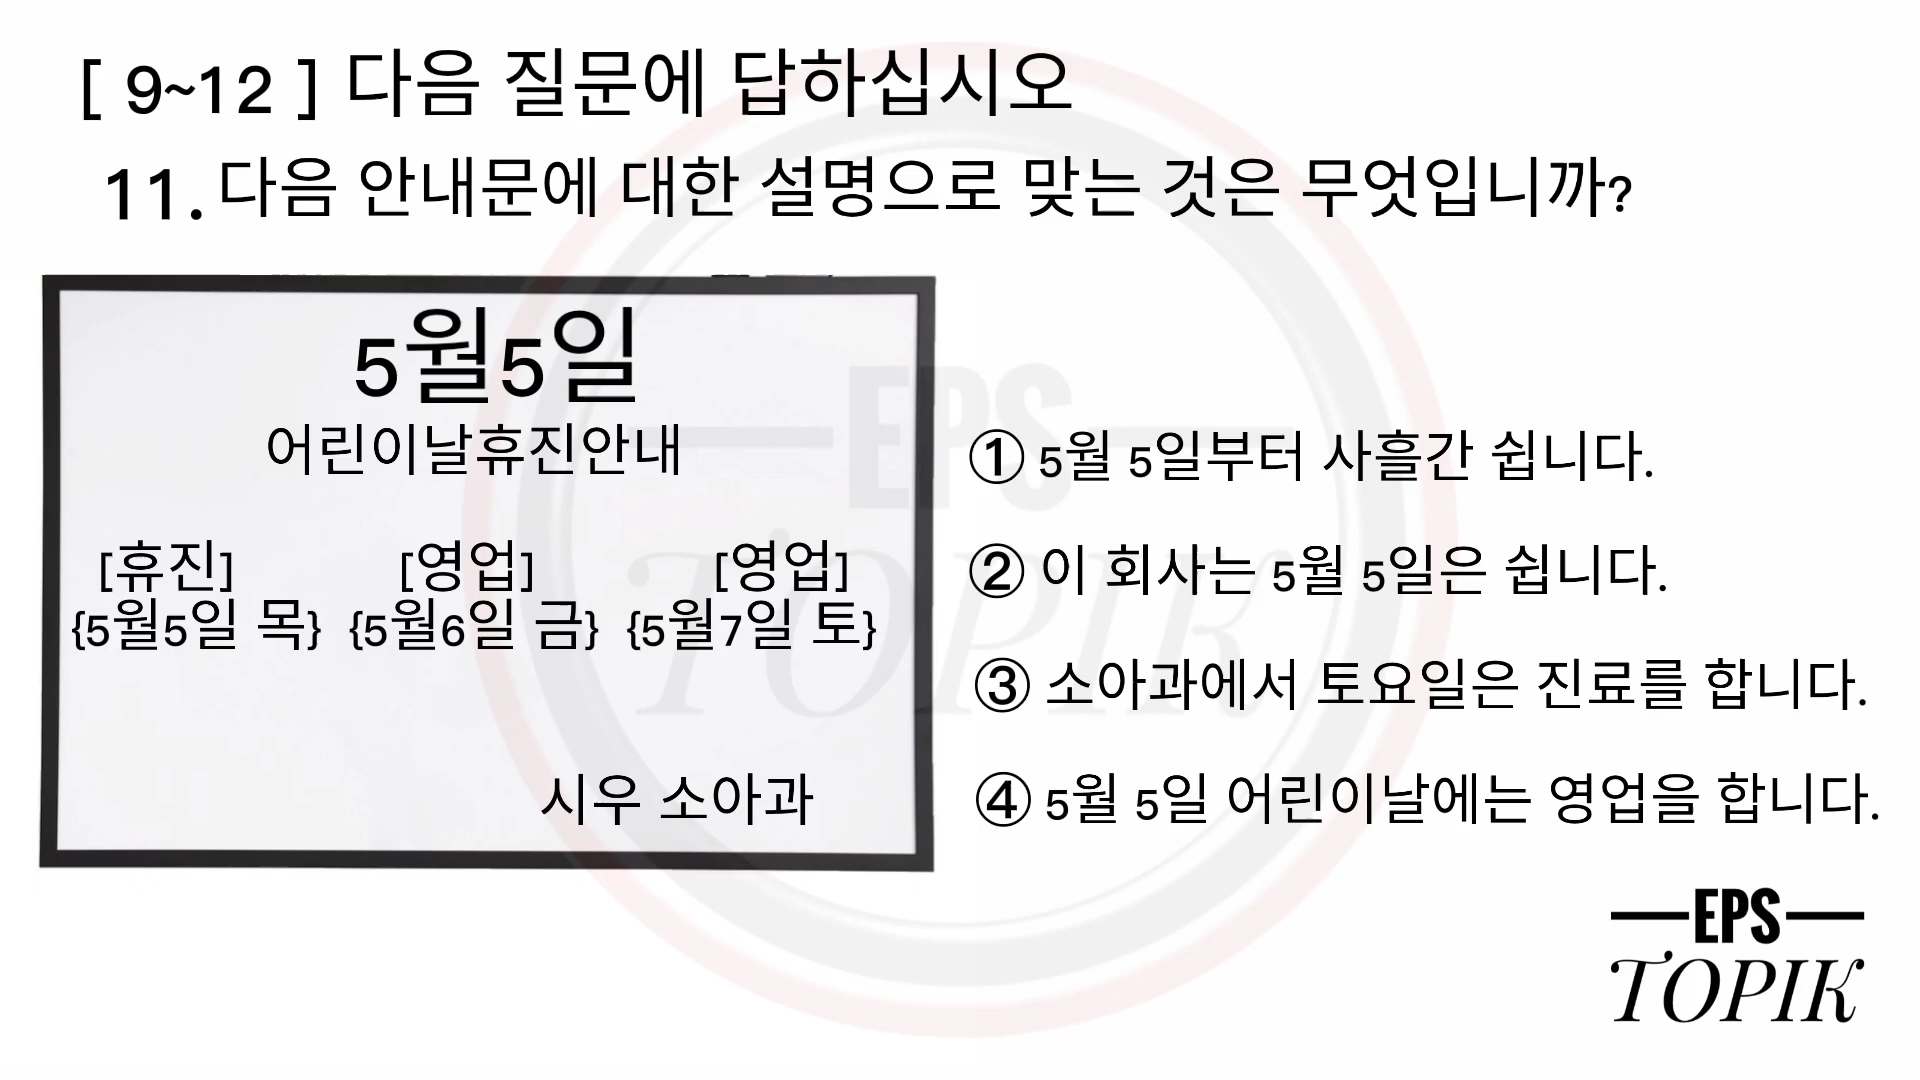 [ 9~12 ] 다음 질문에 답하십시오
11. 다음 안내문에 대한 설명으로 맞는 것은 무엇입니까?
5월5일
어린이날휴진안내
[휴진] [영업] [영업]
{5월5일 목} {5월6일 금} {5월7일 토}
시우 소아과
① 5월 5일부터 사흘간 쉽니다.
② 이 회사는 5월 5일은 쉽니다.
③ 소아과에서 토요일은 진료를 합니다.
④ 5월 5일 어린이날에는 영업을 합니다.
EPS
TOPIK
EPS
TOPIK